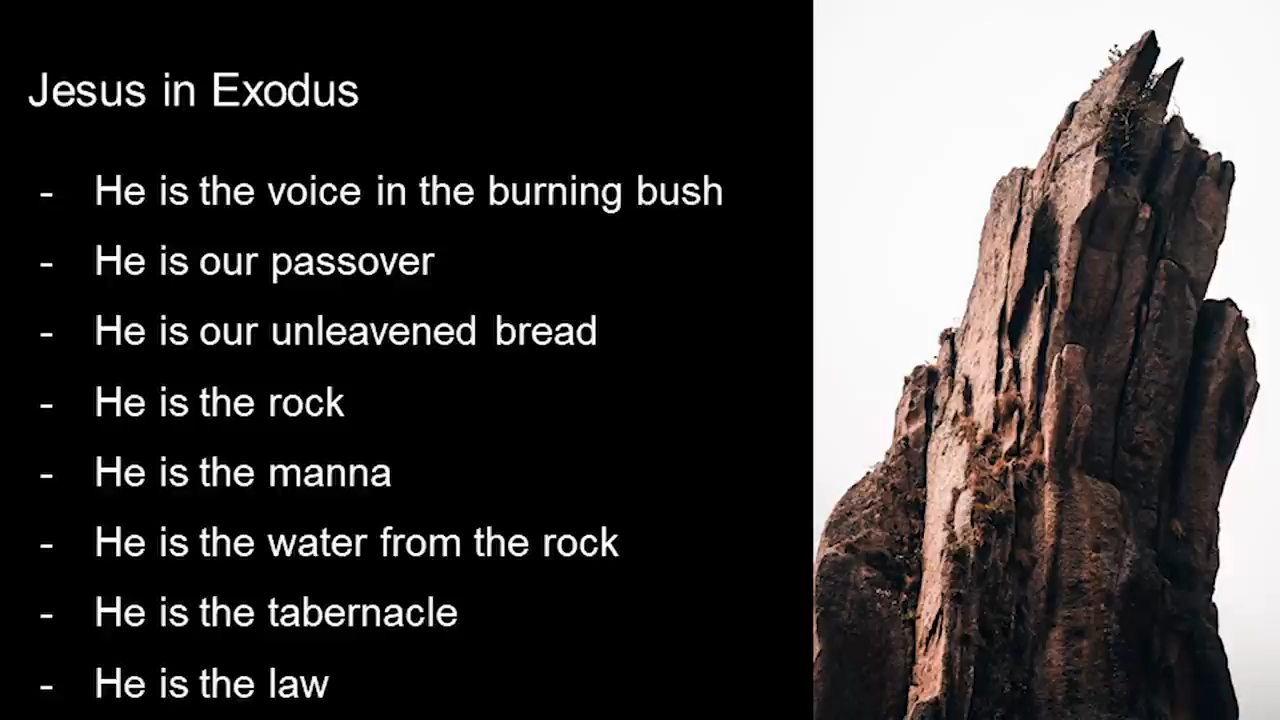 Jesus in Exodus
- He is the voice in the burning bush
- He is our passover
- He is our unleavened bread
- He is the rock
- He is the manna
- He is the water from the rock
- He is the tabernacle
- He is the law